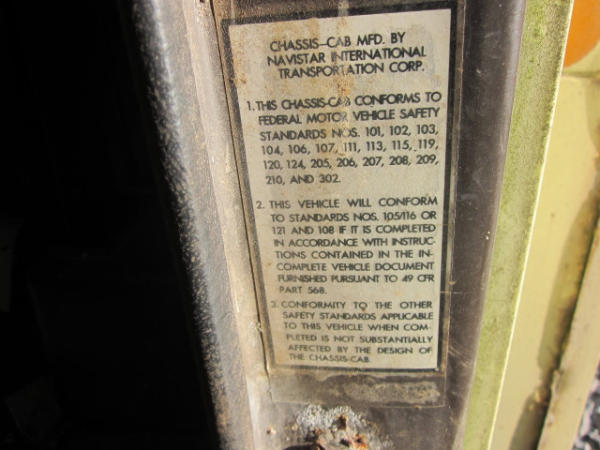 CHASSIS-CAB MFD. BY
NAVISTAR INTERNATIONAL
TRANSPORTATION CORP.
1. THIS CHASSIS-CAB CONFORMS TO
FEDERAL MOTOR VEHICLE SAFETY
STANDARDS NOS. 101, 102, 103,
104, 106, 107, 111, 113, 115, 119,
120, 124, 205, 206, 207, 208, 209,
210, AND 302.
2. THIS VEHICLE WILL CONFORM
TO STANDARDS NOS. 105/116 OR
121 AND 108 IF IT IS COMPLETED
IN ACCORDANCE WITH INSTRUC-
TIONS CONTAINED IN THE IN-
COMPLETE VEHICLE DOCUMENT
FURNISHED PURSUANT TO 49 CFR
PART 568.
3. CONFORMITY TO THE OTHER
SAFETY STANDARDS APPLICABLE
TO THIS VEHICLE WHEN COM-
PLETED IS NOT SUBSTANTIALLY
AFFECTED BY THE DESIGN OF
THE CHASSIS-CAB.